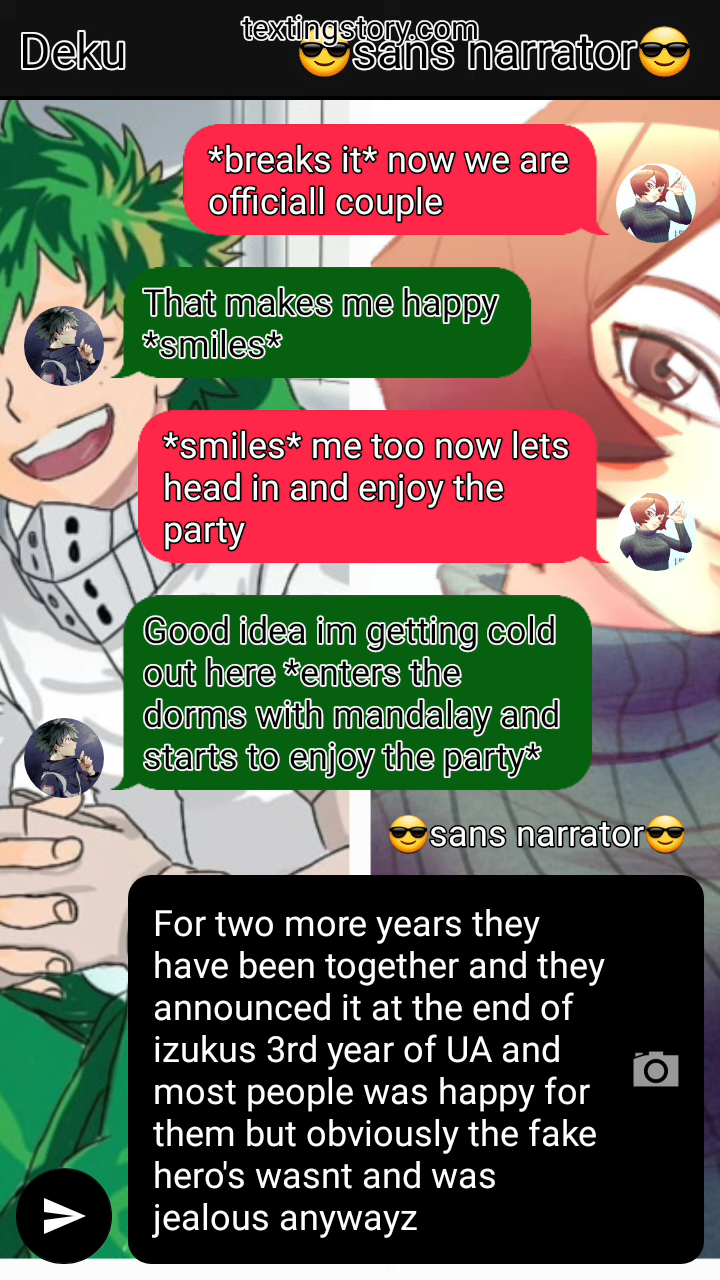 textingstory.com
Deku
😎sans narrator😎
*breaks it* now we are
officiall couple
That makes me happy
*smiles*
*smiles* me too now lets
head in and enjoy the
party
Good idea im getting cold
out here *enters the
dorms with mandalay and
starts to enjoy the party*
😎sans narrator😎
For two more years they
have been together and they
announced it at the end of
izukus 3rd year of UA and
most people was happy for
them but obviously the fake
hero's wasnt and was
jealous anywayz